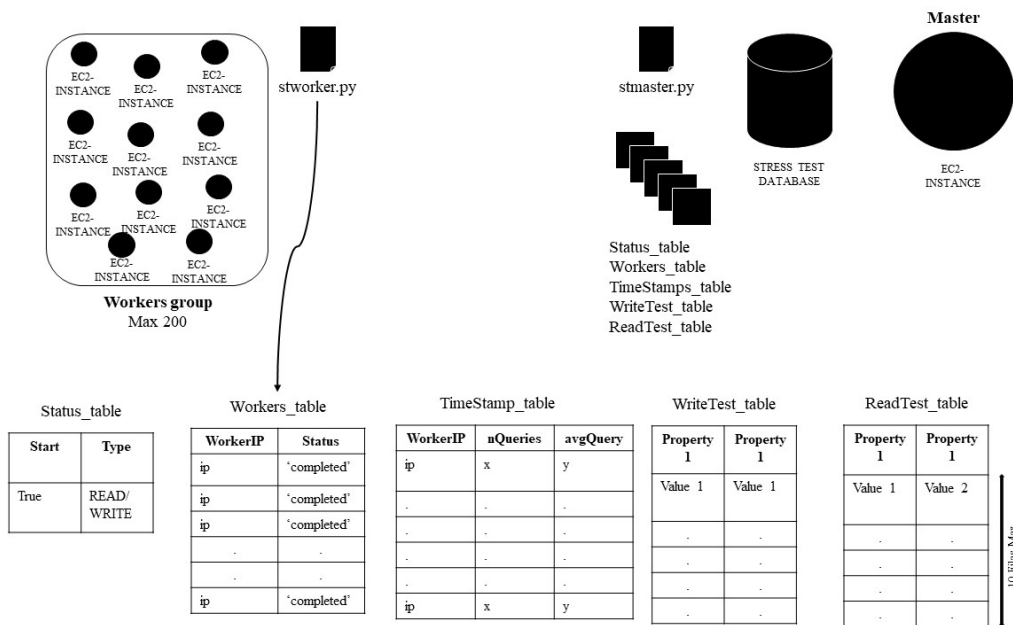 EC2-
INSTANCE
EC2-
INSTANCE
EC2-
INSTANCE
EC2-
INSTANCE
EC2-
INSTANCE
EC2-
INSTANCE
EC2-
INSTANCE
EC2-
INSTANCE
EC2-
INSTANCE
EC2-
INSTANCE
EC2-
INSTANCE
Workers group
Max 200
stworker.py
stmaster.py
STRESS TEST
DATABASE
Master
EC2-
INSTANCE
Status_table
Workers_table
TimeStamps_table
WriteTest_table
ReadTest_table
Status_table
Start Type
True READ/
WRITE
Workers_table
WorkerIP Status
ip 'completed'
ip 'completed'
ip 'completed'
. .
. .
ip 'completed'
TimeStamp_table
WorkerIP nQueries avgQuery
ip x y
. . .
. . .
. . .
. . .
ip x y
WriteTest_table
Property 1 Property 1
Value 1 Value 1
. .
. .
. .
. .
ReadTest_table
Property 1 Property 1
Value 1 Value 2
. .
. .
. .
. .
10 Filas Max